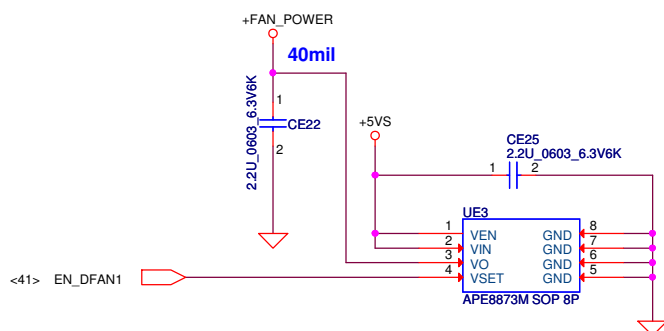 +FAN_POWER
40mil
1
CE22
2
2.2U_0603_6.3V6K
+5VS
CE25
2.2U_0603_6.3V6K
1 2
UE3
1 VEN GND 8
2 VIN GND 7
3 VO GND 6
4 VSET GND 5
APE8873M SOP 8P
<41> EN_DFAN1